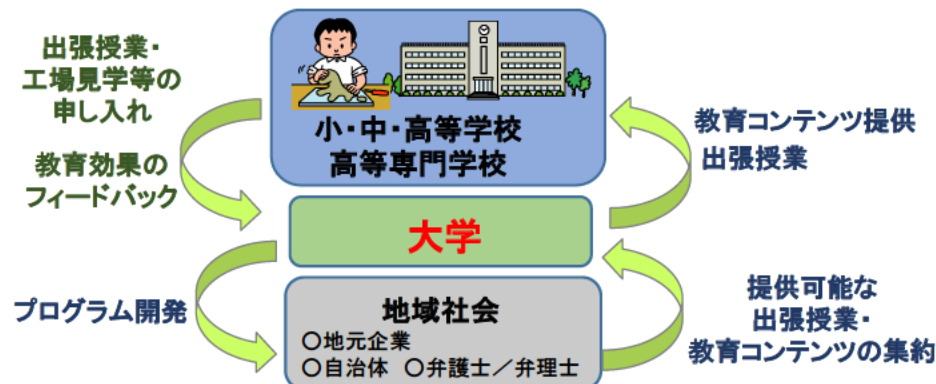 出張授業・
工場見学等の
申し入れ
教育効果の
フィードバック
小・中・高等学校
高等専門学校
教育コンテンツ提供
出張授業
大学
プログラム開発
地域社会
○地元企業
○自治体 ○弁護士／弁理士
提供可能な
出張授業・
教育コンテンツの集約